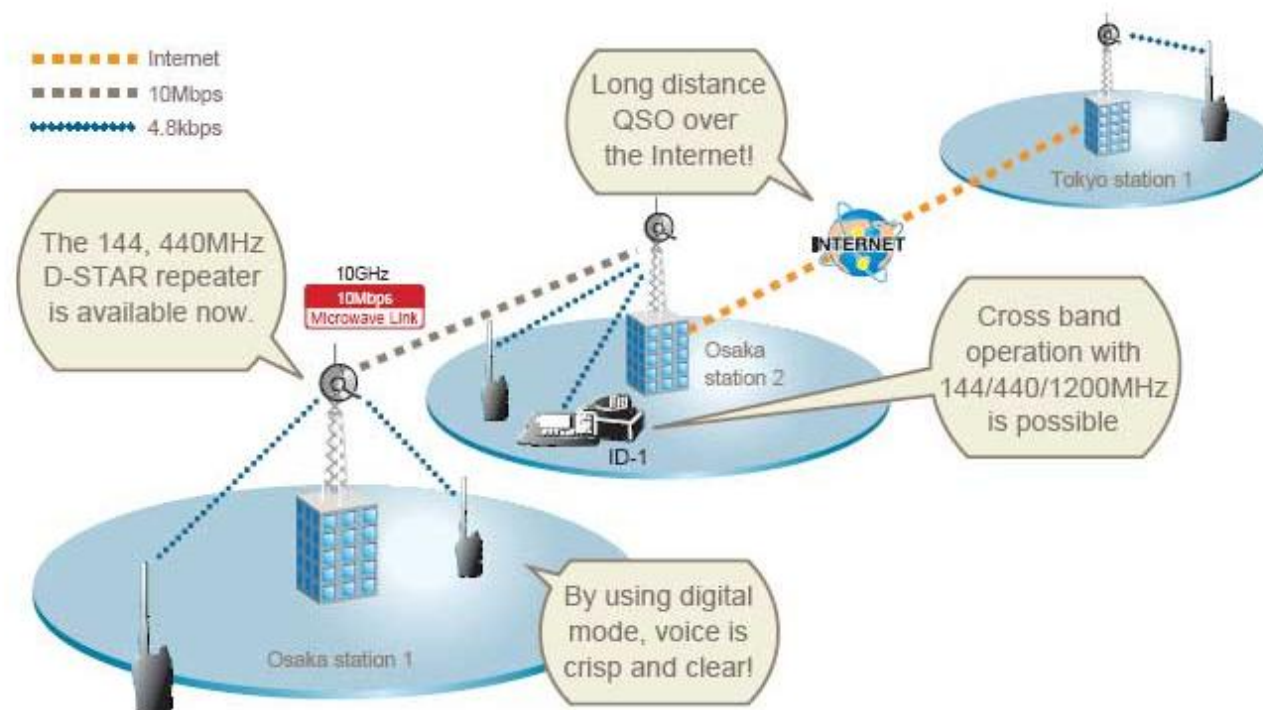 Internet
10Mbps
4.8kbps
Long distance
QSO over
the Internet!
Tokyo station 1
INTERNET
The 144, 440MHz
D-STAR repeater
is available now.
10GHz
10Mbps
Microwave Link
Osaka
station 2
Cross band
operation with
144/440/1200MHz
is possible
ID-1
By using digital
mode, voice is
crisp and clear!
Osaka station 1